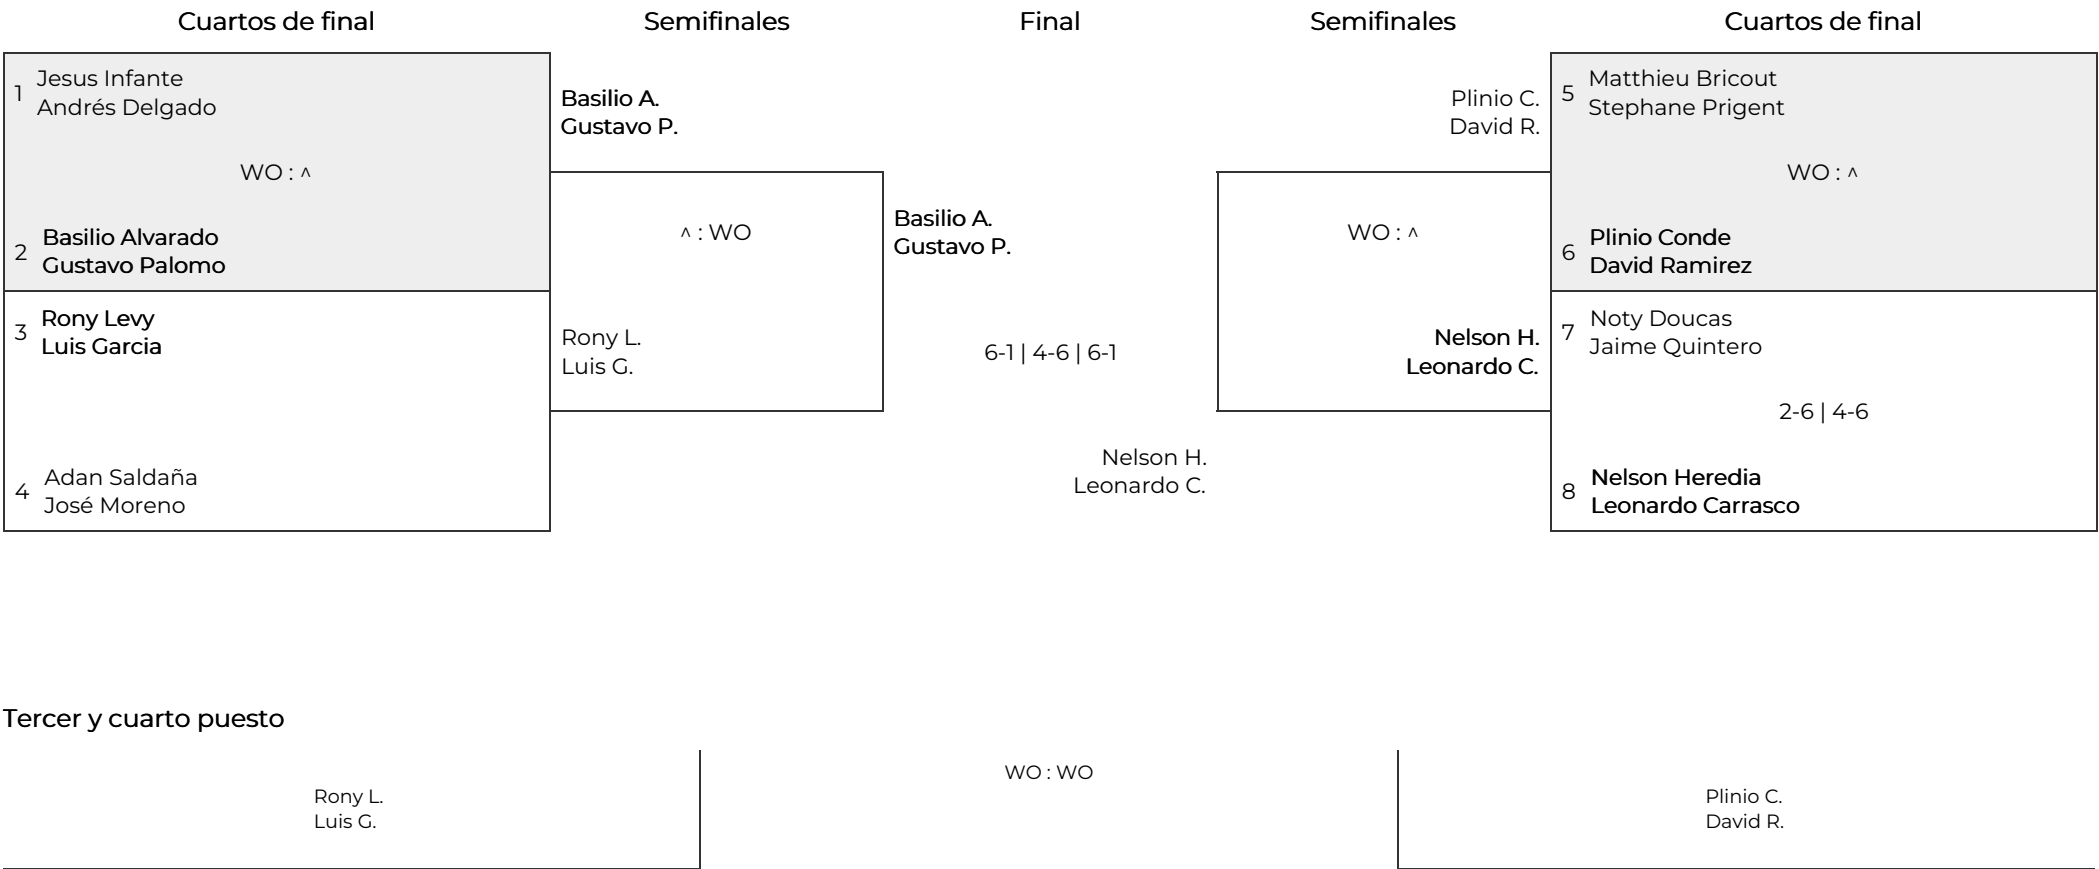 Cuartos de final
Semifinales
Final
Semifinales
Cuartos de final
1
Jesus Infante
Andrés Delgado
WO : ^
2
Basilio Alvarado
Gustavo Palomo
3
Rony Levy
Luis Garcia
4
Adan Saldaña
José Moreno
Basilio A.
Gustavo P.
^ : WO
Rony L.
Luis G.
Basilio A.
Gustavo P.
6-1 | 4-6 | 6-1
Nelson H.
Leonardo C.
Plinio C.
David R.
WO : ^
Nelson H.
Leonardo C.
5
Matthieu Bricout
Stephane Prigent
WO : ^
6
Plinio Conde
David Ramirez
7
Noty Doucas
Jaime Quintero
2-6 | 4-6
8
Nelson Heredia
Leonardo Carrasco
Tercer y cuarto puesto
Rony L.
Luis G.
WO : WO
Plinio C.
David R.